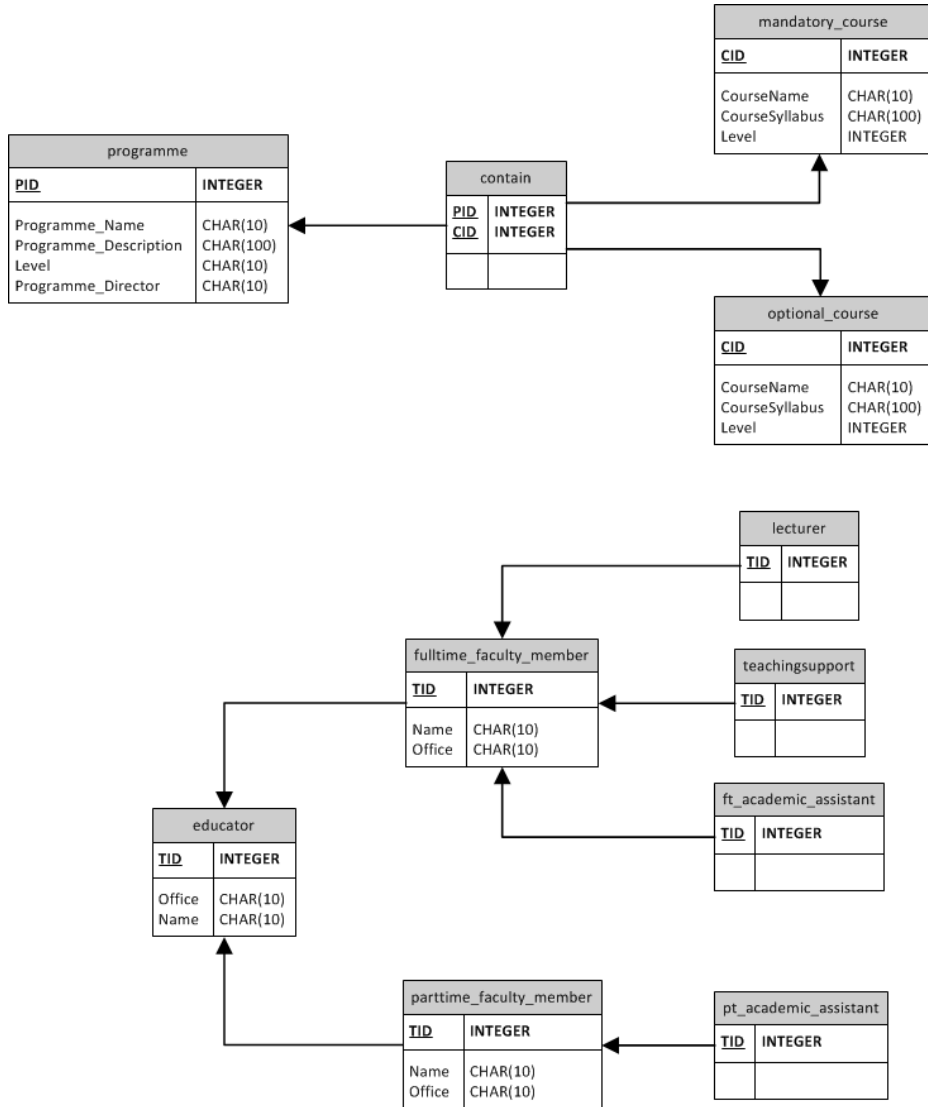 mandatory_course
CID INTEGER
CourseName CHAR(10)
CourseSyllabus CHAR(100)
Level INTEGER
programme
PID INTEGER
Programme_Name CHAR(10)
Programme_Description CHAR(100)
Level CHAR(10)
Programme_Director CHAR(10)
contain
PID INTEGER
CID INTEGER
optional_course
CID INTEGER
CourseName CHAR(10)
CourseSyllabus CHAR(100)
Level INTEGER
lecturer
TID INTEGER
fulltime_faculty_member
TID INTEGER
Name CHAR(10)
Office CHAR(10)
teachingsupport
TID INTEGER
ft_academic_assistant
TID INTEGER
educator
TID INTEGER
Office CHAR(10)
Name CHAR(10)
parttime_faculty_member
TID INTEGER
Name CHAR(10)
Office CHAR(10)
pt_academic_assistant
TID INTEGER